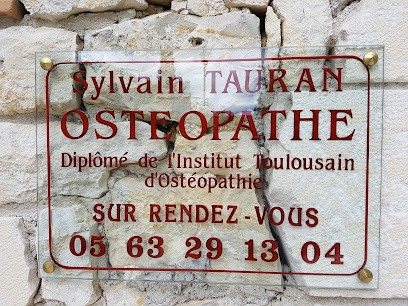 Sylvain TAURAN
OSTEOPATHE
Diplômé de l'Institut Toulousain
d'Ostéopathie
SUR RENDEZ-VOUS
05 63 29 13 04